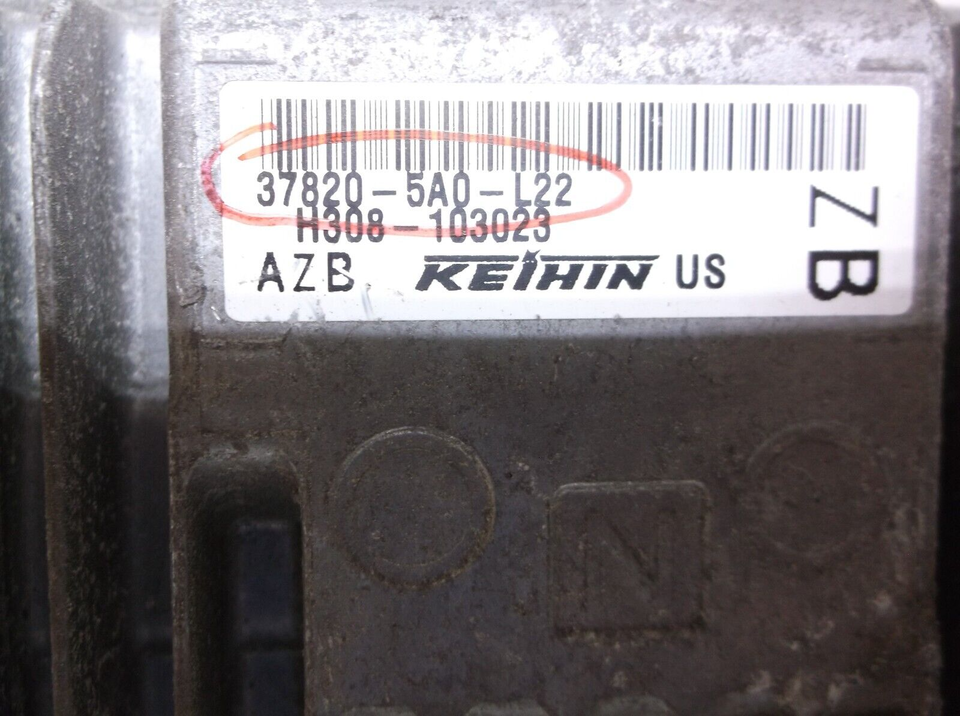 37820-5A0-L22
H308-103023
AZB KEIHIN US
ZB
N